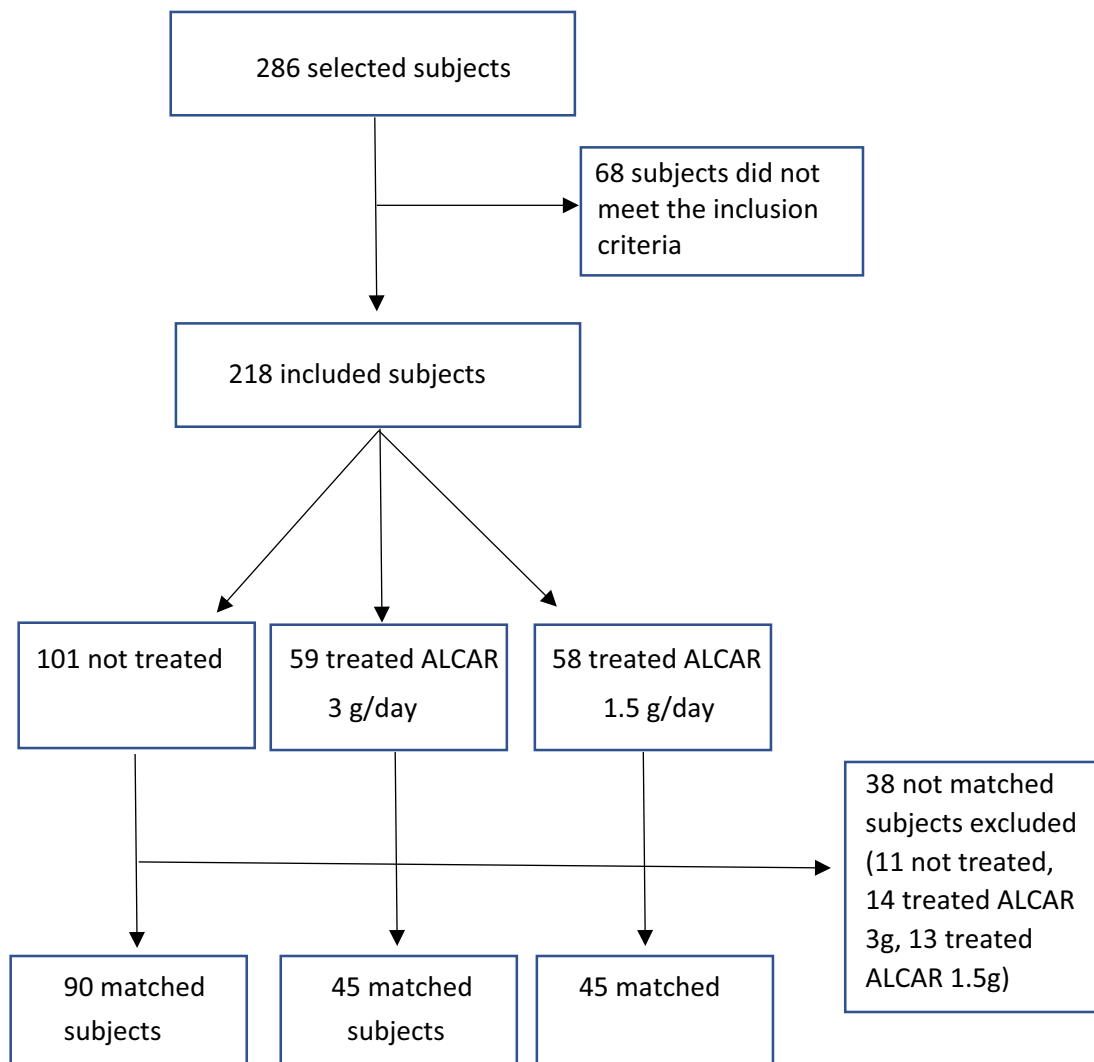 286 selected subjects
68 subjects did not
meet the inclusion
criteria
218 included subjects
101 not treated
59 treated ALCAR
3 g/day
58 treated ALCAR
1.5 g/day
38 not matched
subjects excluded
(11 not treated,
14 treated ALCAR
3g, 13 treated
ALCAR 1.5g)
90 matched
subjects
45 matched
subjects
45 matched